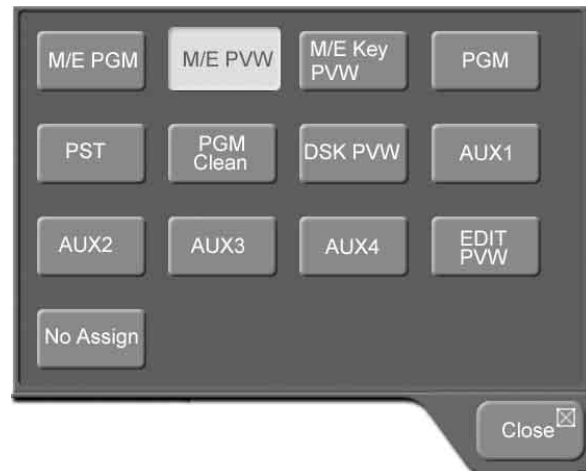 M/E PGM
M/E PVW
M/E Key
PVW
PGM
PST
PGM
Clean
DSK PVW
AUX1
AUX2
AUX3
AUX4
EDIT
PVW
No Assign
Close